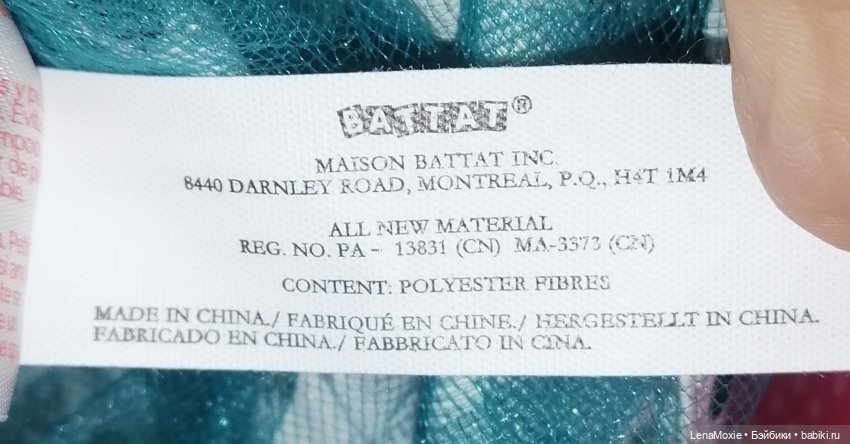 BATTAT®
MAISON BATTAT INC.
8440 DARNLEY ROAD, MONTREAL, P.Q., H4T 1M4
ALL NEW MATERIAL
REG. NO. PA - 13831 (CN) MA-3373 (CN)
CONTENT: POLYESTER FIBRES
MADE IN CHINA./ FABRIQUÉ EN CHINE./ HERGESTELLT IN CHINA.
FABRICADO EN CHINA./ FABBRICATO IN CINA.
LenaMoxie • Бэйбики • babiki.ru